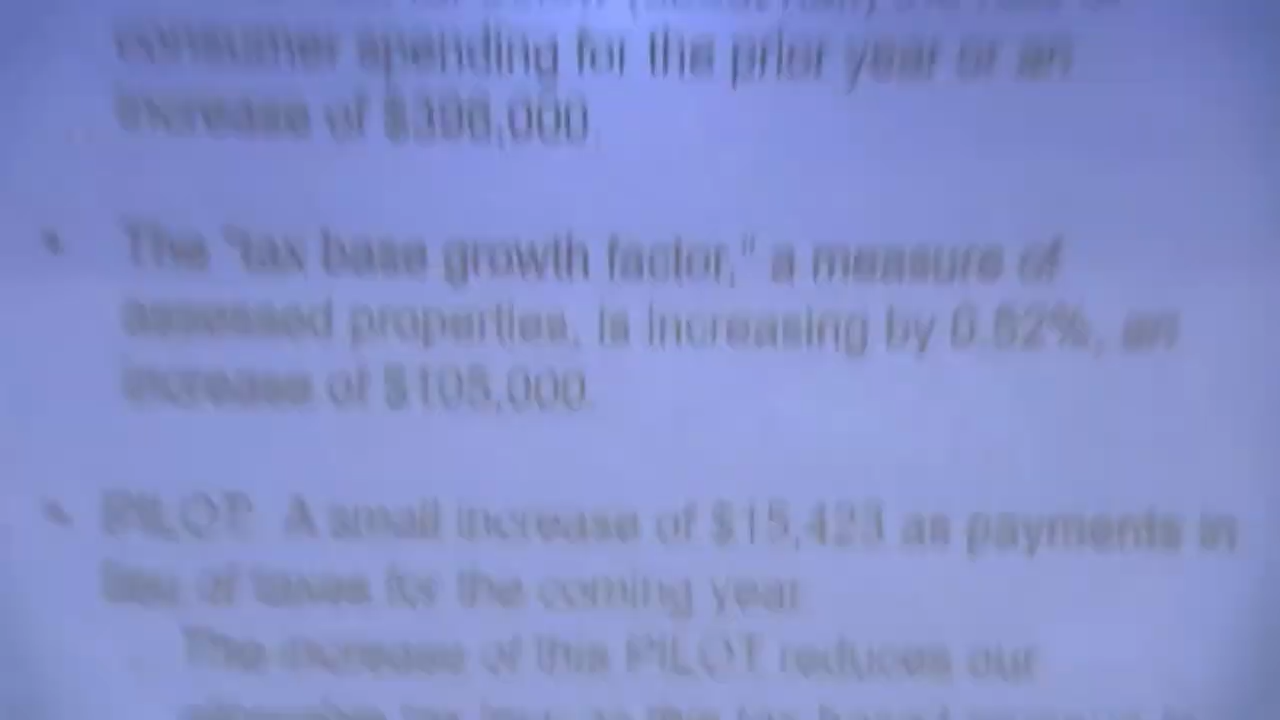 consumer spending for the prior year or an
increase of $396,000
The "tax base growth factor," a measure of
assessed properties, is increasing by 0.52%, an
increase of $105,000.
PILOT: A small increase of $15,423 as payments in
lieu of taxes for the coming year
The increase of this PILOT reduces our